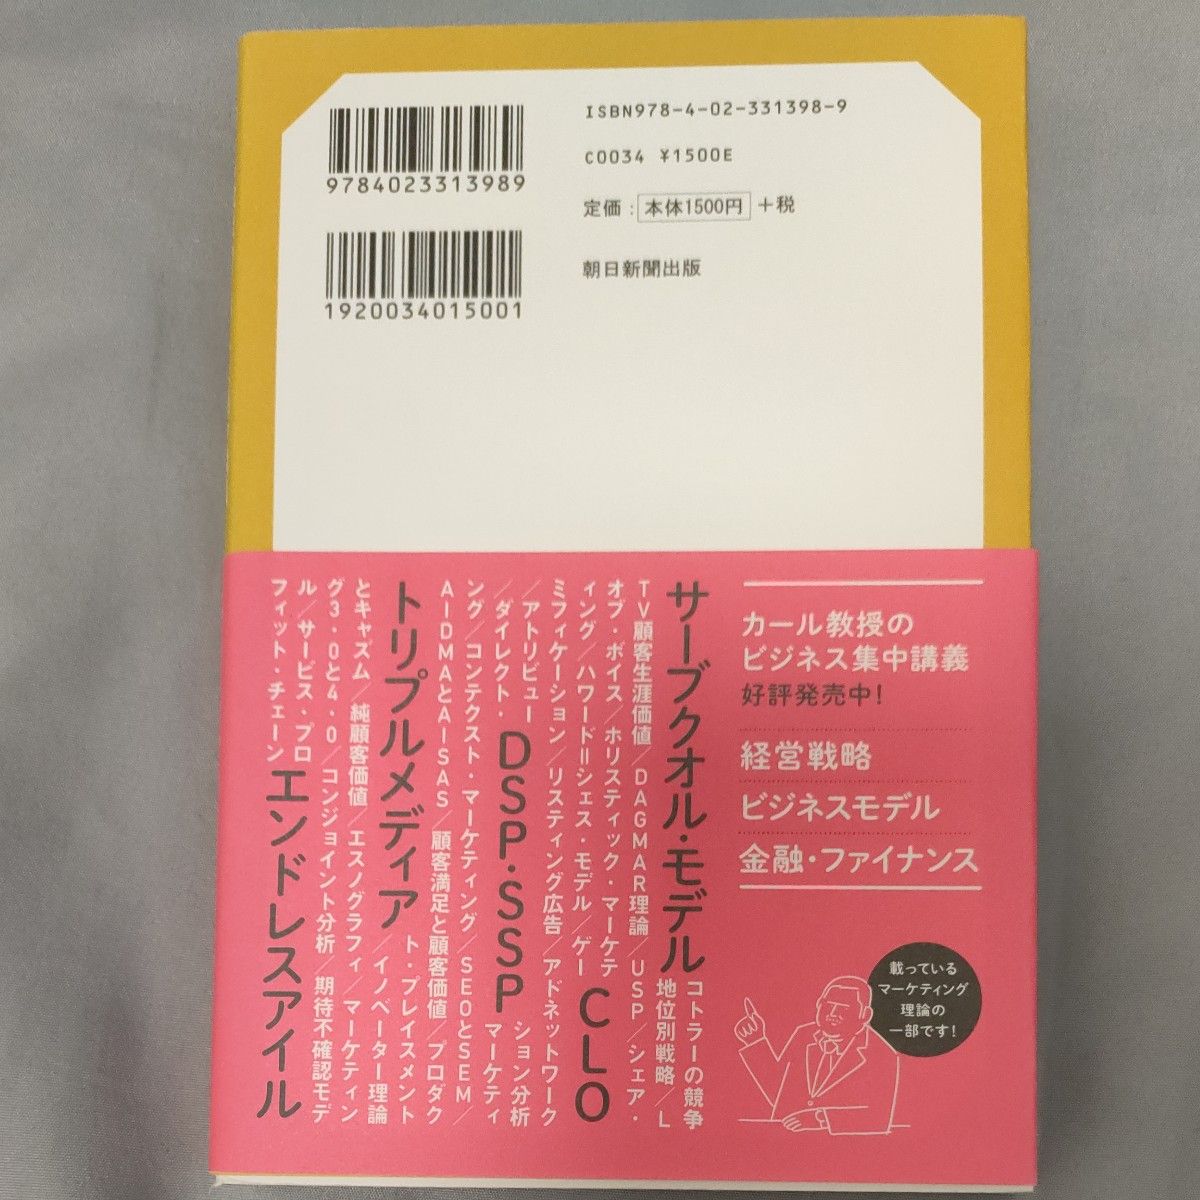 9784023313989
1920034015001
ISBN978-4-02-331398-9
C0034 ¥1500E
定価：本体1500円＋税
朝日新聞出版
カール教授の
ビジネス集中講義
好評発売中！
経営戦略
ビジネスモデル
金融・ファイナンス
載っている
マーケティング
理論の
一部です！
サーブクオル・モデル
コトラーの競争
地位別戦略／L
TV顧客生涯価値／DAGMAR理論／USP／シェア・
オブ・ボイス／ホリスティック・マーケテ
ィング／ハワード＝シェス・モデル／ゲー
CLO
ミフィケーション／リスティング広告／アドネットワーク
／アトリビュー
DSP・SSP
ション分析
／ダイレクト・
マーケティ
ング／コンテクスト・マーケティング／SEOとSEM／
AIDMAとAISAS／顧客満足と顧客価値／プロダク
トリプルメディア
ト・プレイスメント
／イノベーター理論
とキャズム／純顧客価値／エスノグラフィ／マーケティン
グ3.0と4.0／コンジョイント分析／期待不確認モデ
ル／サービス・プロ
フィット・チェーン
エンドレスアイル